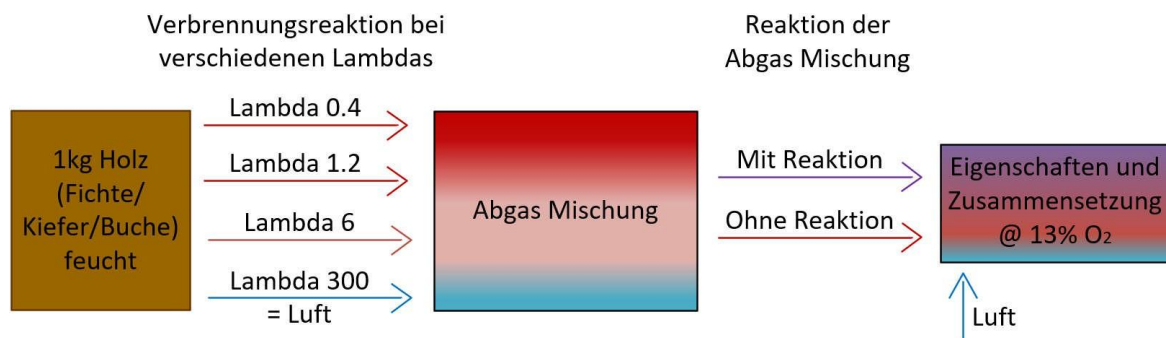 Verbrennungsreaktion bei
verschiedenen Lambdas
Reaktion der
Abgas Mischung
1kg Holz
(Fichte/
Kiefer/Buche)
feucht
Lambda 0.4
Lambda 1.2
Lambda 6
Lambda 300
= Luft
Abgas Mischung
Mit Reaktion
Ohne Reaktion
Eigenschaften und
Zusammensetzung
@ 13% O₂
Luft